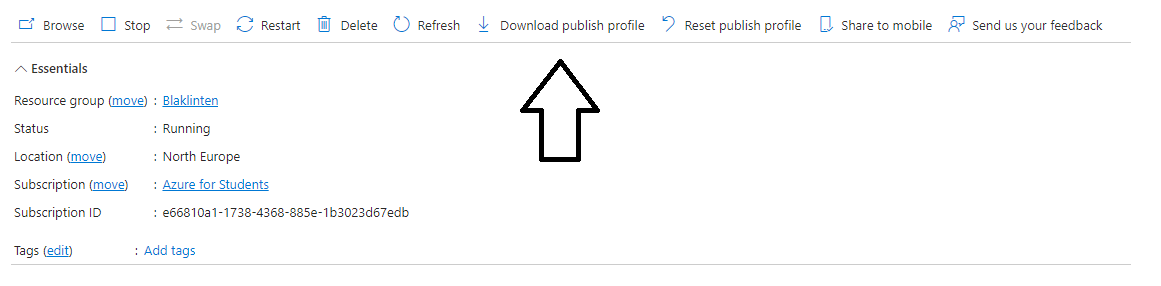 Browse Stop Swap Restart Delete Refresh Download publish profile Reset publish profile Share to mobile Send us your feedback
Essentials
Resource group (move) : Blaklinten
Status : Running
Location (move) : North Europe
Subscription (move) : Azure for Students
Subscription ID : e66810a1-1738-4368-885e-1b3023d67edb
Tags (edit) : Add tags